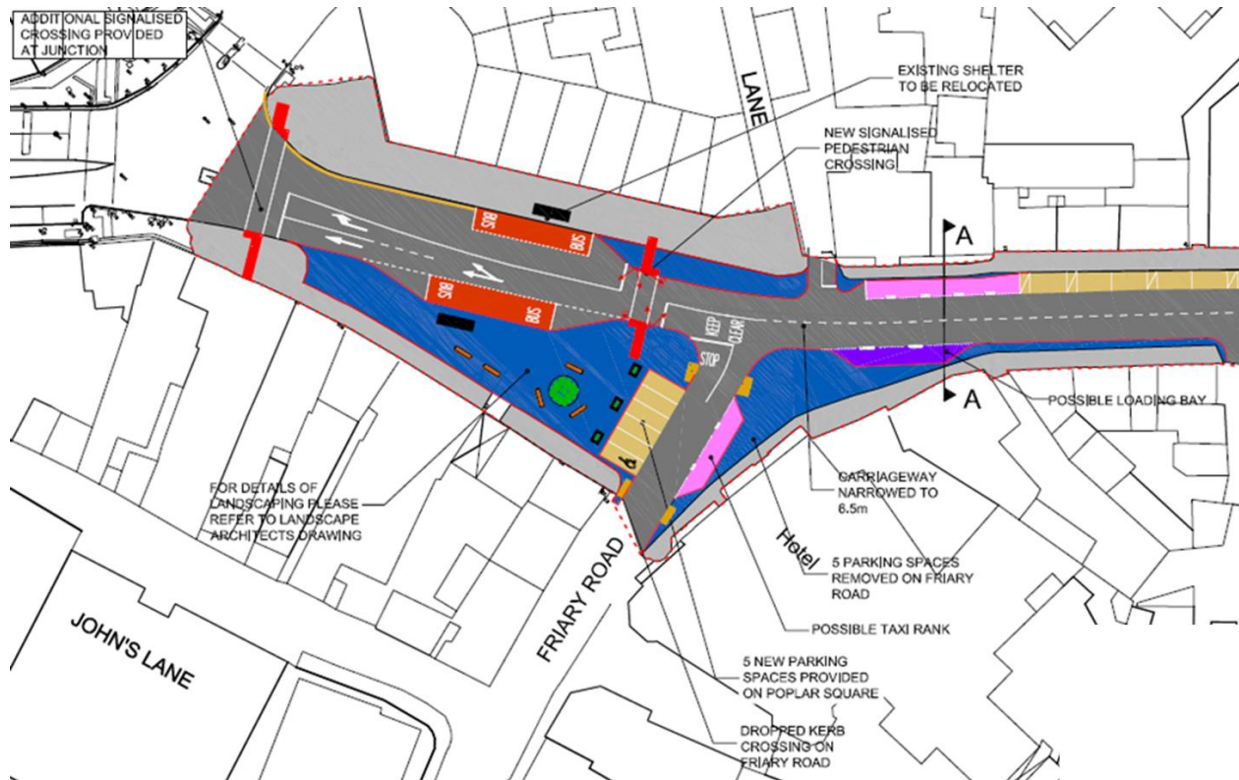 ADDITIONAL SIGNALISED
CROSSING PROVIDED
AT JUNCTION
LANE
EXISTING SHELTER
TO BE RELOCATED
NEW SIGNALISED
PEDESTRIAN
CROSSING
A
A
BUS
BUS
BUS
BUS
KEEP
CLEAR
STOP
POSSIBLE LOADING BAY
CARRIAGEWAY
NARROWED TO
6.5m
FOR DETAILS OF
LANDSCAPING PLEASE
REFER TO LANDSCAPE
ARCHITECTS DRAWING
Hotel
5 PARKING SPACES
REMOVED ON FRIARY
ROAD
POSSIBLE TAXI RANK
5 NEW PARKING
SPACES PROVIDED
ON POPLAR SQUARE
DROPPED KERB
CROSSING ON
FRIARY ROAD
FRIARY ROAD
JOHN'S LANE